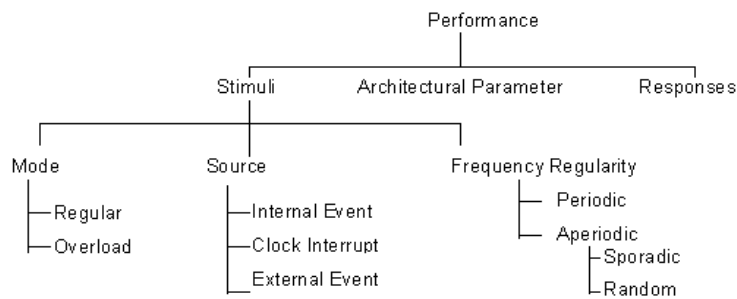 Performance
Stimuli Architectural Parameter Responses
Mode Source Frequency Regularity
Regular Internal Event Periodic
Overload Clock Interrupt Aperiodic
Sporadic
External Event
Random